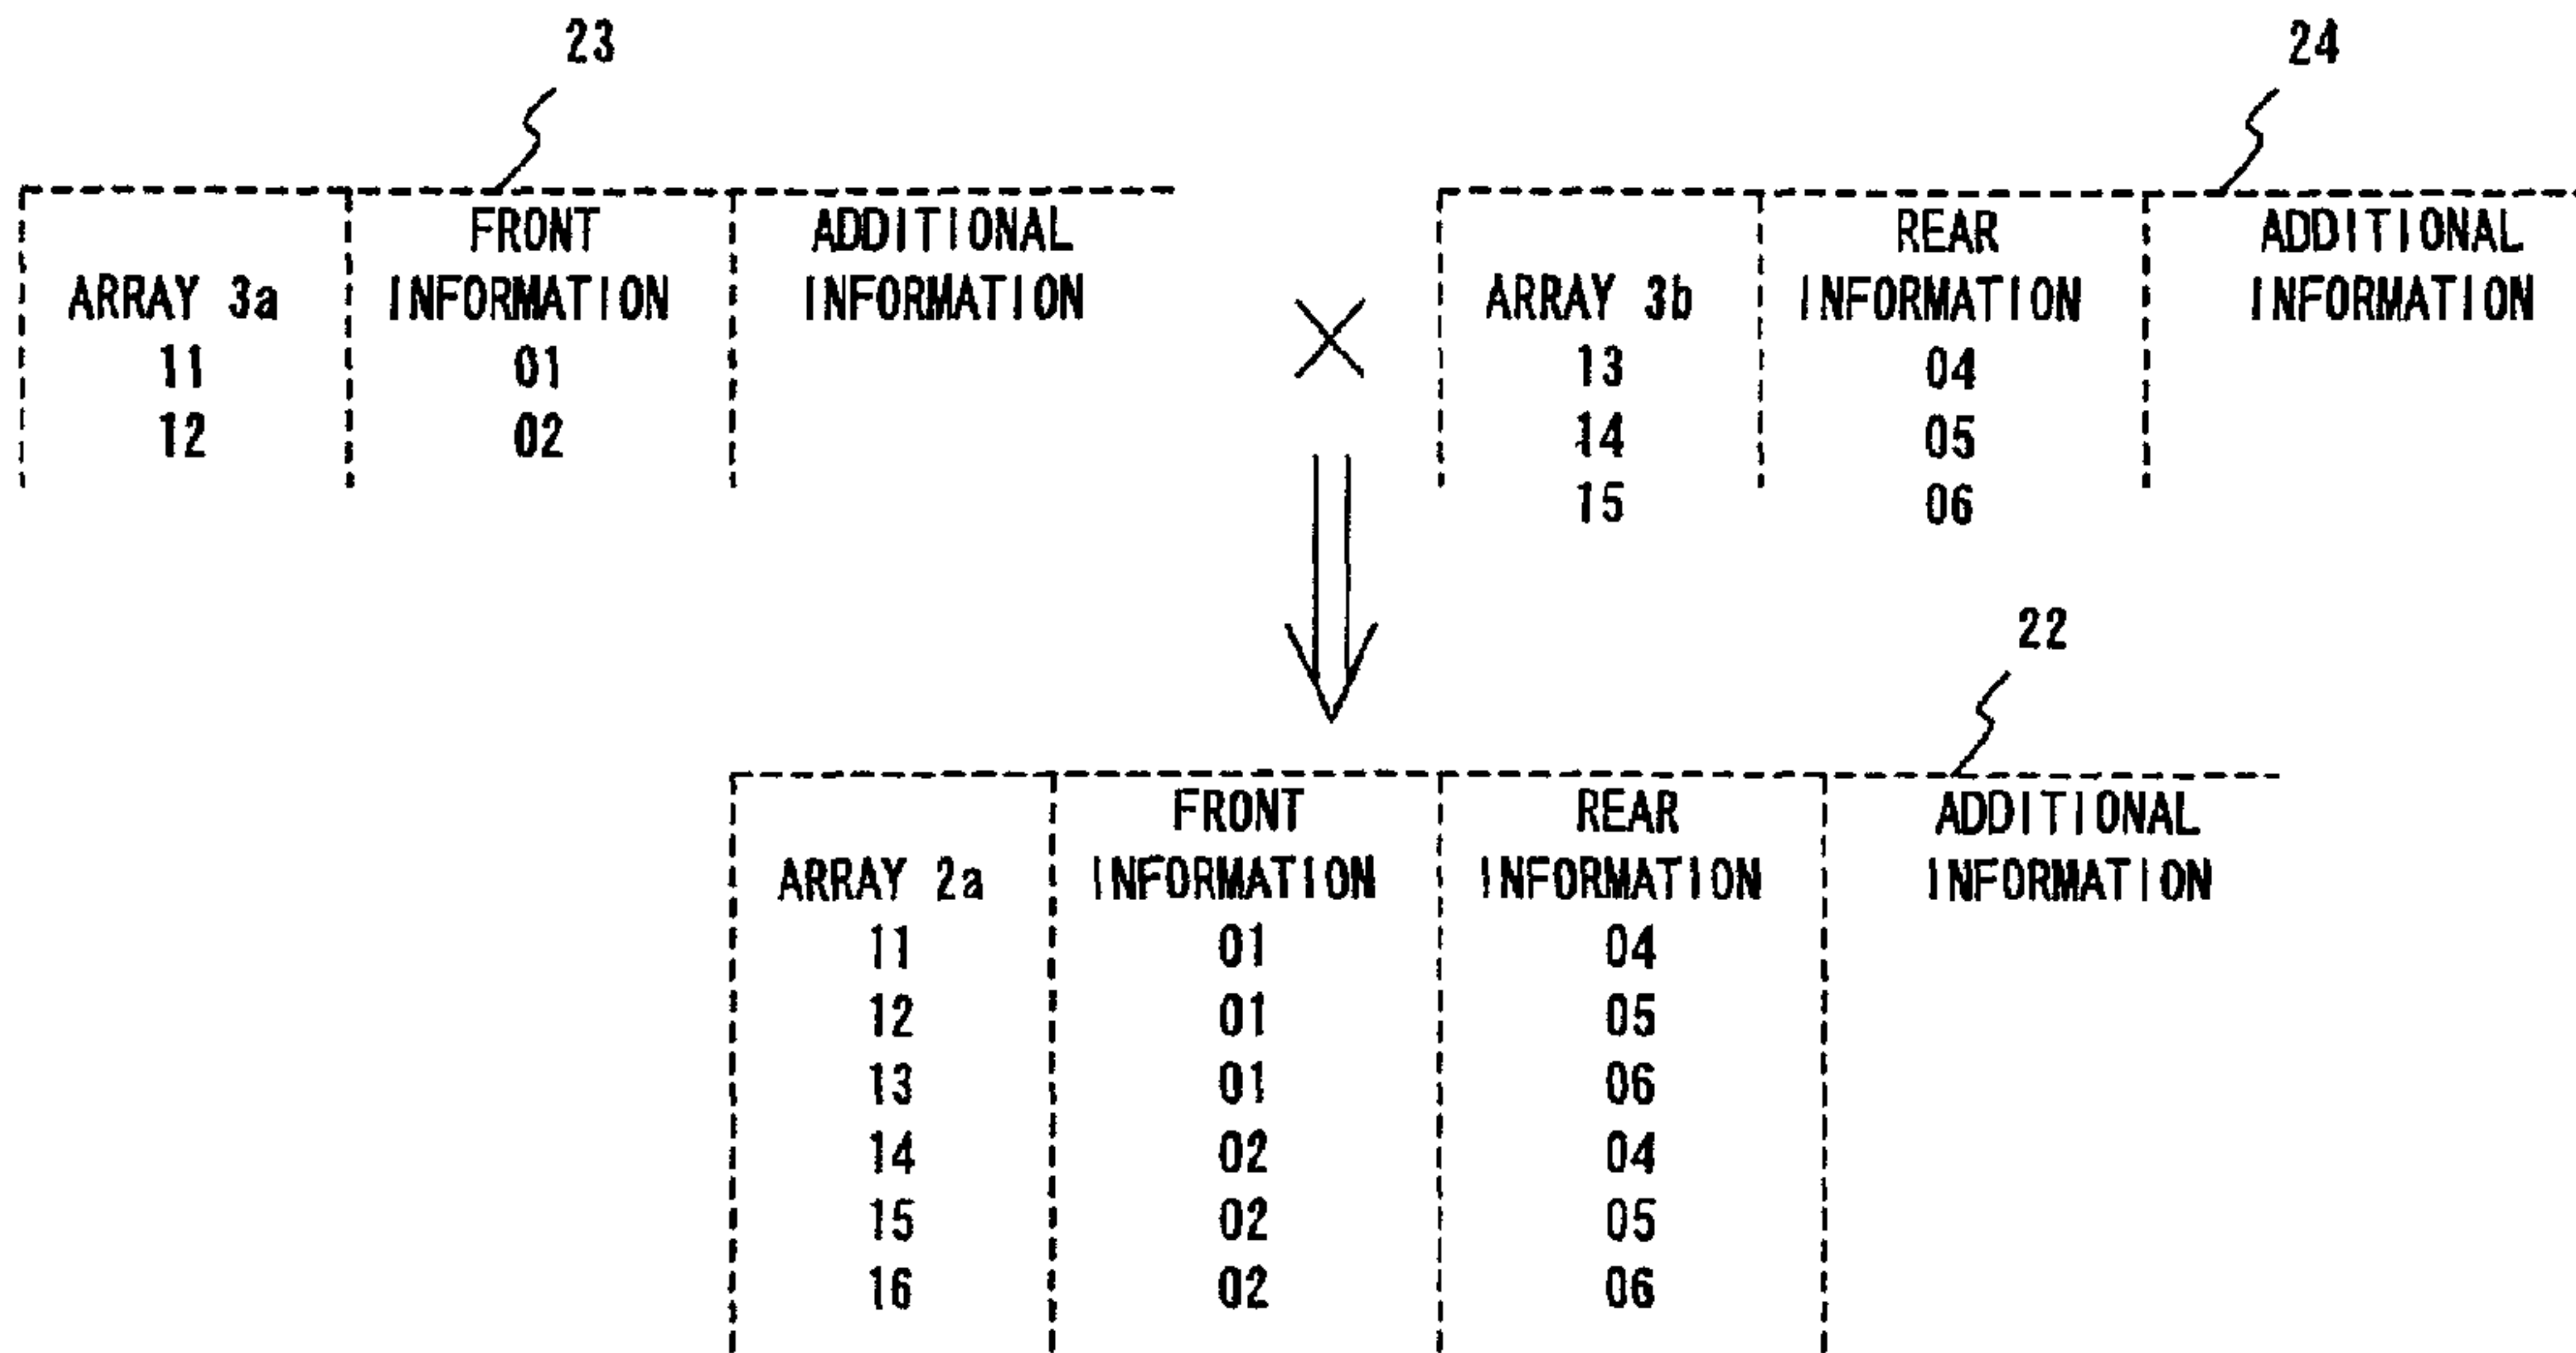 23
24
FRONT ADDITIONAL
ARRAY 3a INFORMATION INFORMATION
11 01
12 02
×
REAR ADDITIONAL
ARRAY 3b INFORMATION INFORMATION
13 04
14 05
15 06
22
FRONT REAR ADDITIONAL
ARRAY 2a INFORMATION INFORMATION INFORMATION
11 01 04
12 01 05
13 01 06
14 02 04
15 02 05
16 02 06